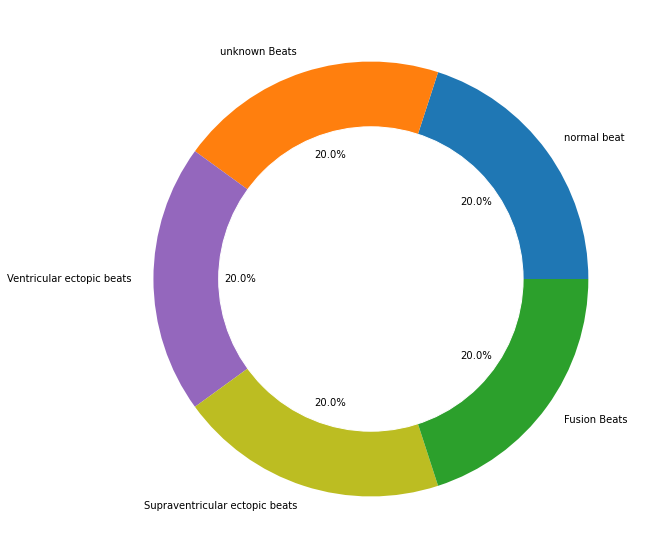 unknown Beats
normal beat
20.0%
20.0%
Ventricular ectopic beats
20.0%
20.0%
20.0%
Fusion Beats
Supraventricular ectopic beats